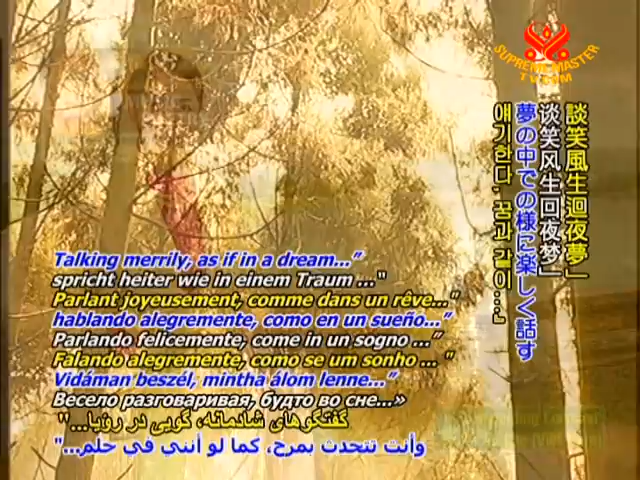 SUPREME MASTER
TV SVM
談笑風生迴夜夢」
谈笑风生回夜梦」
夢の中での様に楽しく話す
얘기한다 - 꿈과 같이…」
Talking merrily, as if in a dream…”
spricht heiter wie in einem Traum …“
Parlant joyeusement, comme dans un rêve…"
hablando alegremente, como en un sueño…"
Parlando felicemente, come in un sogno …”
Falando alegremente, como se um sonho … "
Vidáman beszél, mintha álom lenne…”
Весело разговаривая, будто во сне…»
گفتگوهای شادمانه، گویی در رؤیا..."
وأنت تتحدث بمرح، كما لو أنني في حلم..."